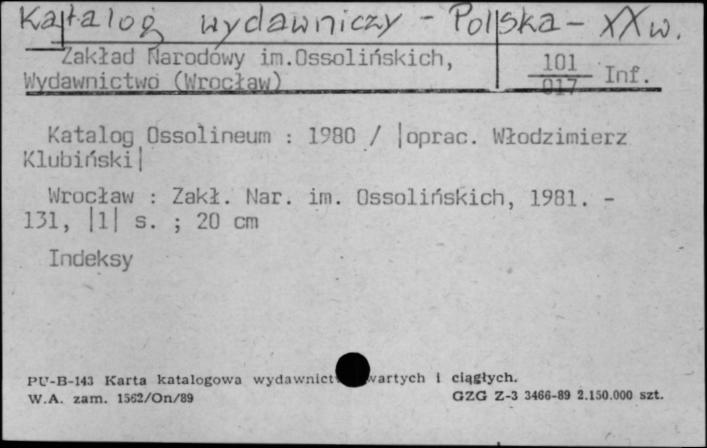 Katalog wydawniczy - Polska - XX w.
Zakład Narodowy im.Ossolińskich,
Wydawnictwo (Wrocław)
101
017 Inf.
Katalog Ossolineum : 1980 / |oprac. Włodzimierz
Klubiński|
Wrocław : Zakł. Nar. im. Ossolińskich, 1981. -
131, |1| s. ; 20 cm
Indeksy
PU-B-143 Karta katalogowa wydawnict wartych i ciągłych.
W.A. zam. 1562/On/89 GZG Z-3 3466-89 2.150.000 szt.